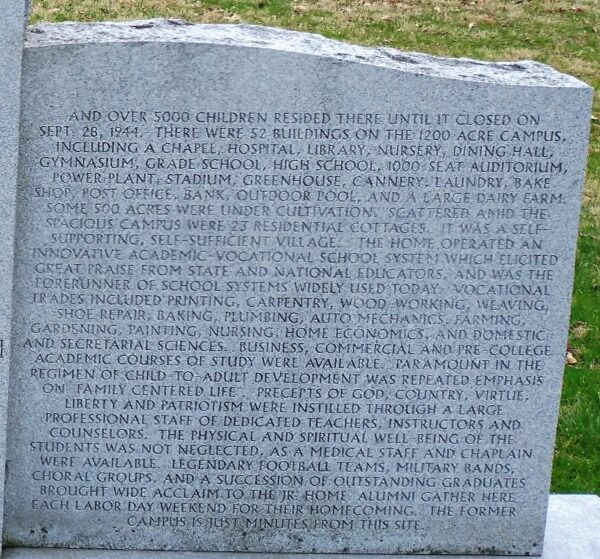 AND OVER 5000 CHILDREN RESIDED THERE UNTIL IT CLOSED ON
SEPT. 28, 1944. THERE WERE 52 BUILDINGS ON THE 1200 ACRE CAMPUS,
INCLUDING A CHAPEL, HOSPITAL, LIBRARY, NURSERY, DINING HALL,
GYMNASIUM, GRADE SCHOOL, HIGH SCHOOL, 1000 SEAT AUDITORIUM,
POWER PLANT, STADIUM, GREENHOUSE, CANNERY, LAUNDRY, BAKE
SHOP, POST OFFICE, BANK, OUTDOOR POOL, AND A LARGE DAIRY FARM.
SOME 500 ACRES WERE UNDER CULTIVATION. SCATTERED AMID THE
SPACIOUS CAMPUS WERE 23 RESIDENTIAL COTTAGES. IT WAS A SELF-
SUPPORTING, SELF-SUFFICIENT VILLAGE. THE HOME OPERATED AN
INNOVATIVE ACADEMIC-VOCATIONAL SCHOOL SYSTEM WHICH ELICITED
GREAT PRAISE FROM STATE AND NATIONAL EDUCATORS, AND WAS THE
FORERUNNER OF SCHOOL SYSTEMS WIDELY USED TODAY. VOCATIONAL
TRADES INCLUDED PRINTING, CARPENTRY, WOOD-WORKING, WEAVING,
SHOE REPAIR, BAKING, PLUMBING, AUTO MECHANICS, FARMING,
GARDENING, PAINTING, NURSING, HOME ECONOMICS, AND DOMESTIC
AND SECRETARIAL SCIENCES. BUSINESS, COMMERCIAL AND PRE-COLLEGE
ACADEMIC COURSES OF STUDY WERE AVAILABLE. PARAMOUNT IN THE
REGIMEN OF CHILD-TO-ADULT DEVELOPMENT WAS REPEATED EMPHASIS
ON "FAMILY CENTERED LIFE". PRECEPTS OF GOD, COUNTRY, VIRTUE,
LIBERTY AND PATRIOTISM WERE INSTILLED THROUGH A LARGE
PROFESSIONAL STAFF OF DEDICATED TEACHERS, INSTRUCTORS AND
COUNSELORS. THE PHYSICAL AND SPIRITUAL WELL-BEING OF THE
STUDENTS WAS NOT NEGLECTED, AS A MEDICAL STAFF AND CHAPLAIN
WERE AVAILABLE. LEGENDARY FOOTBALL TEAMS, MILITARY BANDS,
CHORAL GROUPS, AND A SUCCESSION OF OUTSTANDING GRADUATES
BROUGHT WIDE ACCLAIM TO THE JR. HOME. ALUMNI GATHER HERE
EACH LABOR DAY WEEKEND FOR THEIR HOMECOMING. THE FORMER
CAMPUS IS JUST MINUTES FROM THIS SITE.